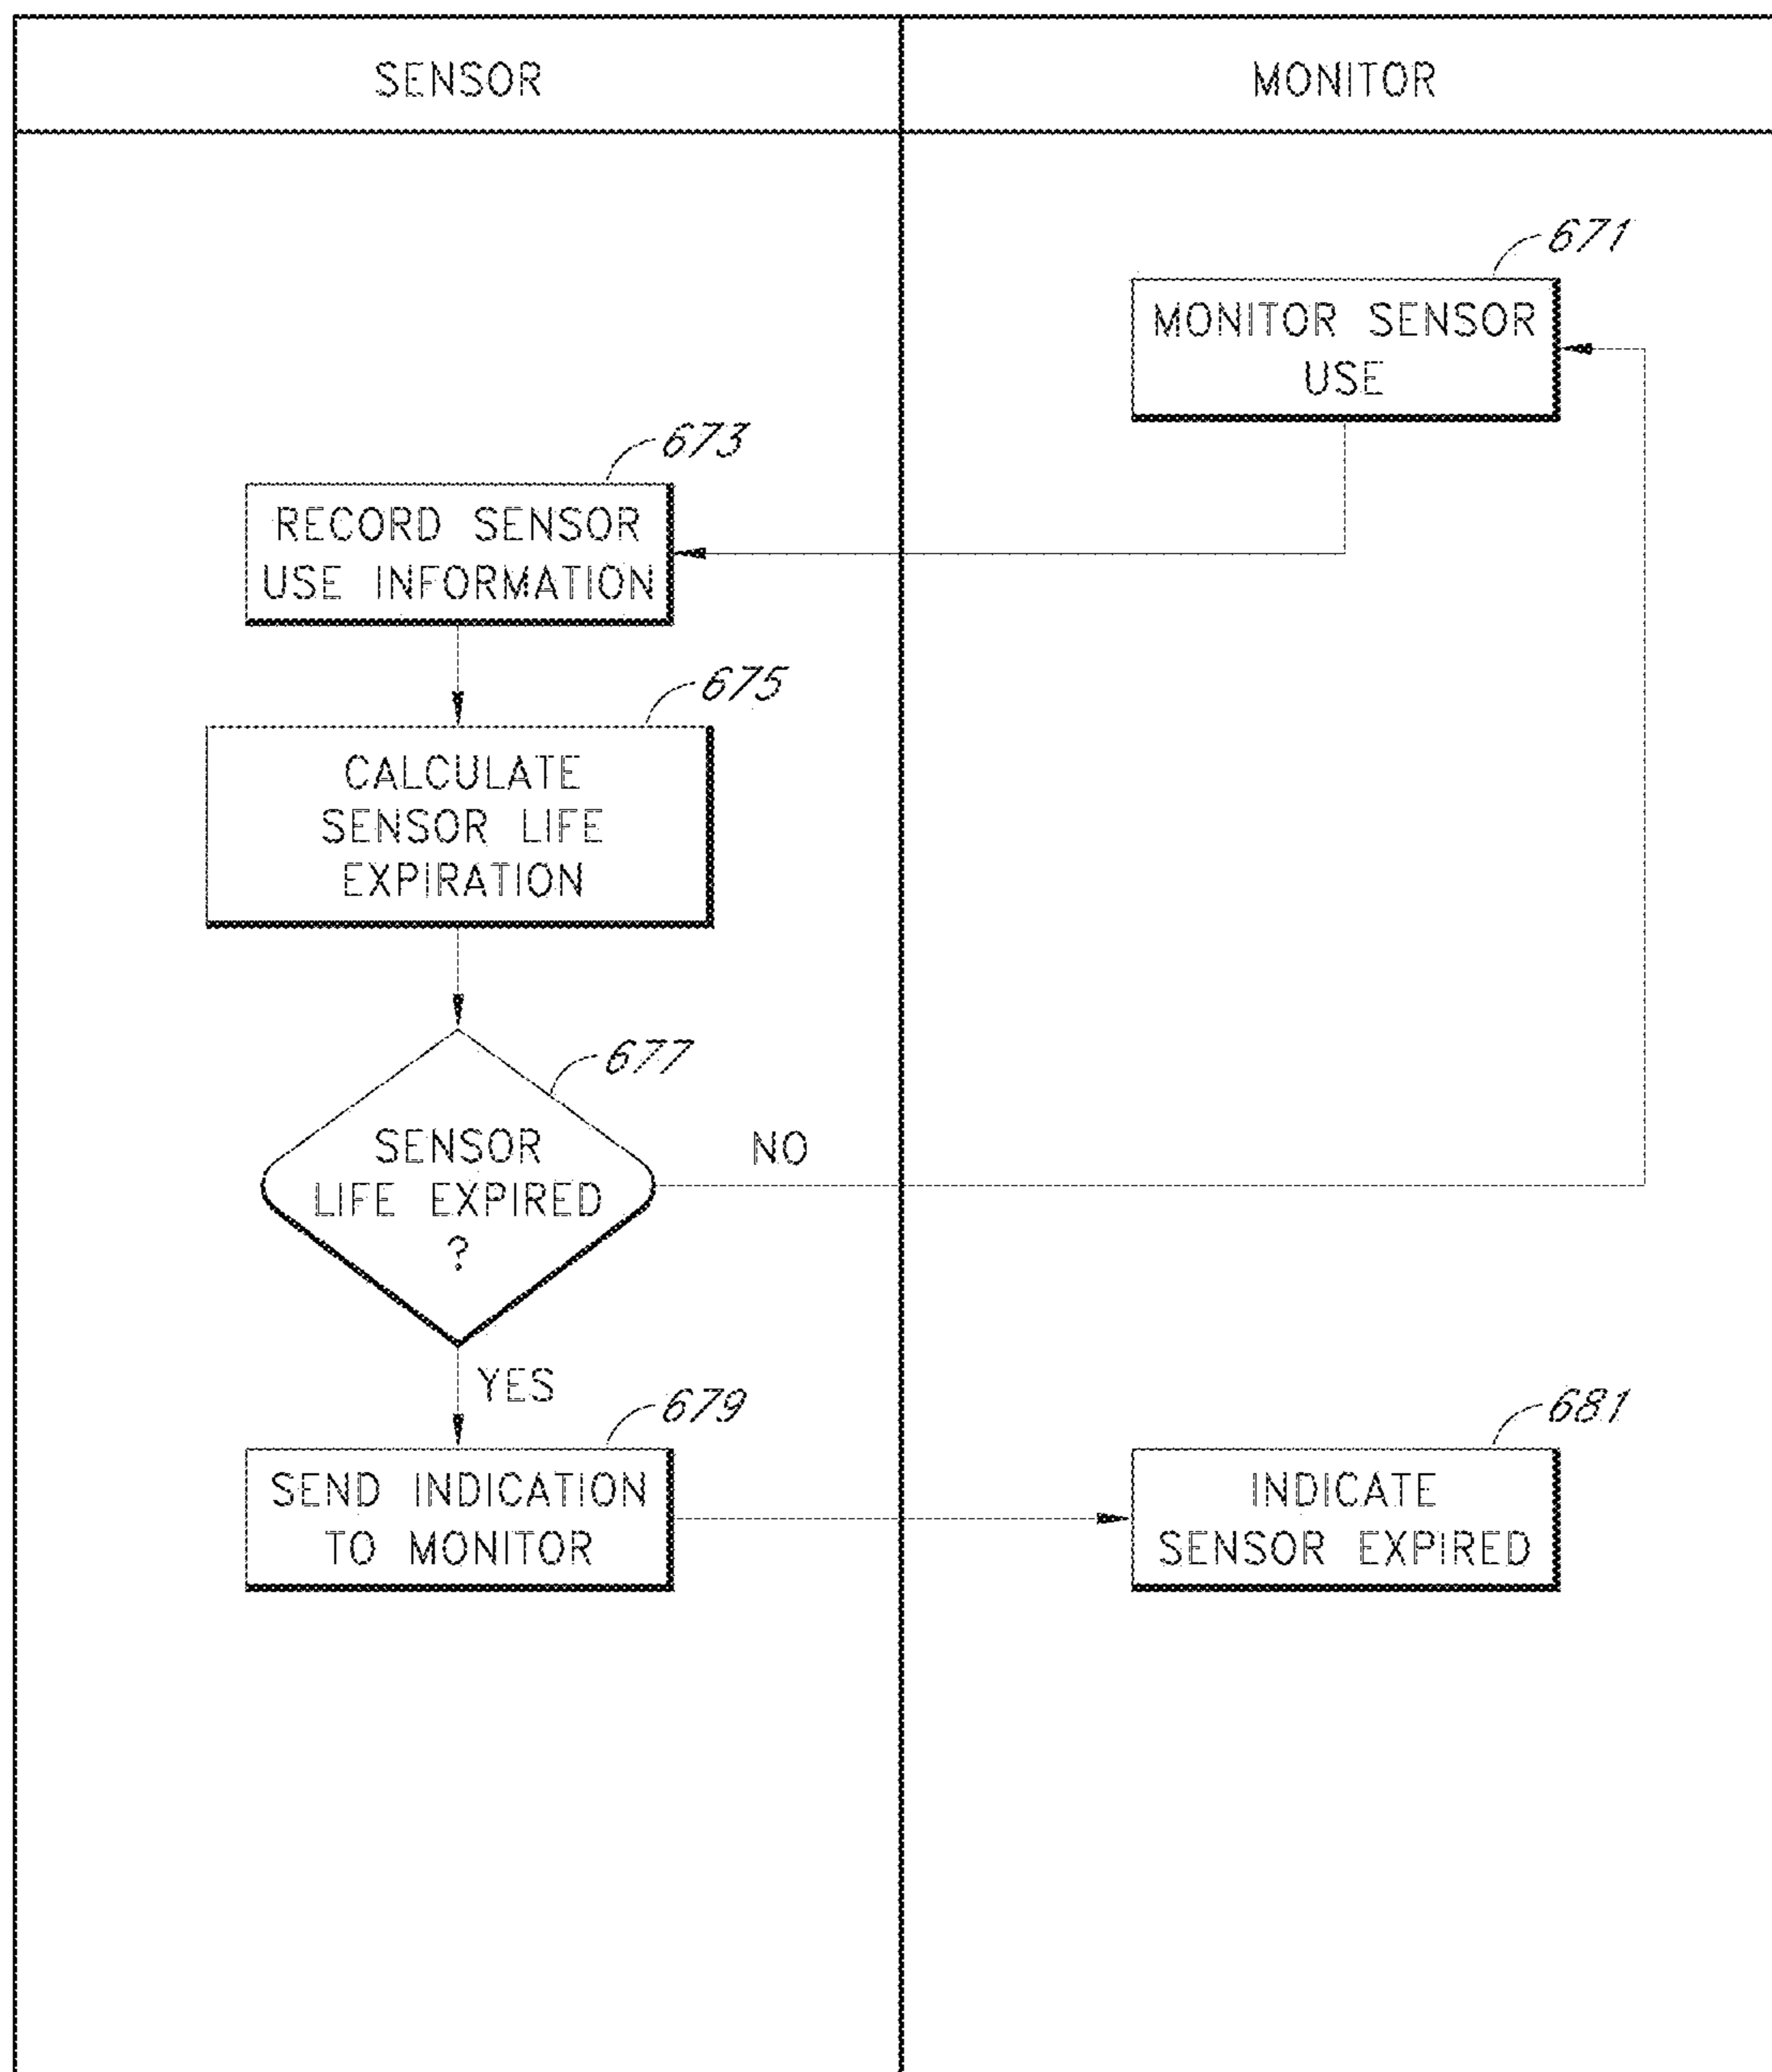 SENSOR
MONITOR
671
MONITOR SENSOR
USE
673
RECORD SENSOR
USE INFORMATION
675
CALCULATE
SENSOR LIFE
EXPIRATION
677
SENSOR
LIFE EXPIRED
?
NO
YES
679
SEND INDICATION
TO MONITOR
681
INDICATE
SENSOR EXPIRED